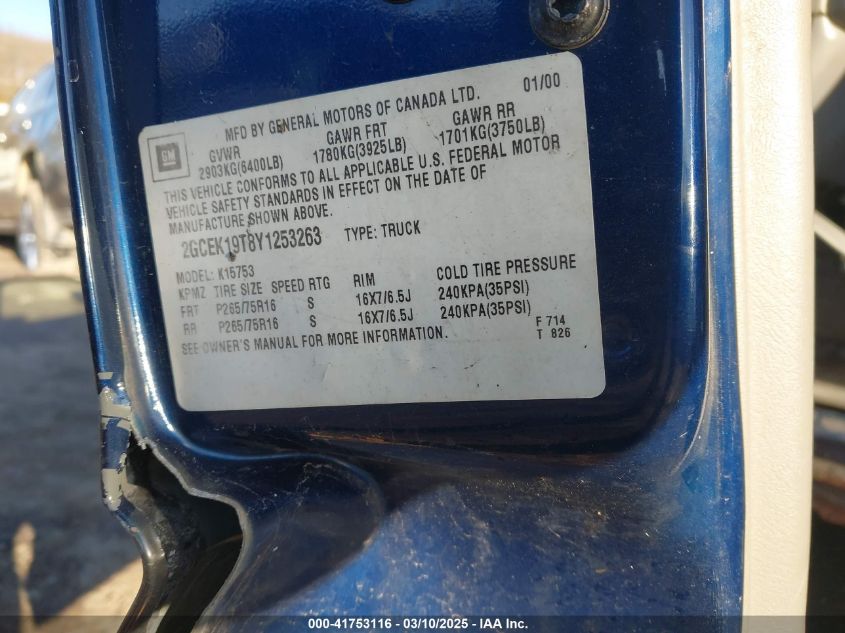 MFD BY GENERAL MOTORS OF CANADA LTD. 01/00
GM
GVWR GAWR FRT GAWR RR
2903KG(6400LB) 1780KG(3925LB) 1701KG(3750LB)
THIS VEHICLE CONFORMS TO ALL APPLICABLE U.S. FEDERAL MOTOR
VEHICLE SAFETY STANDARDS IN EFFECT ON THE DATE OF
MANUFACTURE SHOWN ABOVE.
2GCEK19T8Y1253263 TYPE: TRUCK
MODEL: K15753
KPMZ TIRE SIZE SPEED RTG RIM COLD TIRE PRESSURE
FRT P265/75R16 S 16X7/6.5J 240KPA(35PSI)
RR P265/75R16 S 16X7/6.5J 240KPA(35PSI)
SEE OWNER'S MANUAL FOR MORE INFORMATION. F 714
T 826
000-41753116 - 03/10/2025 - IAA, Inc.